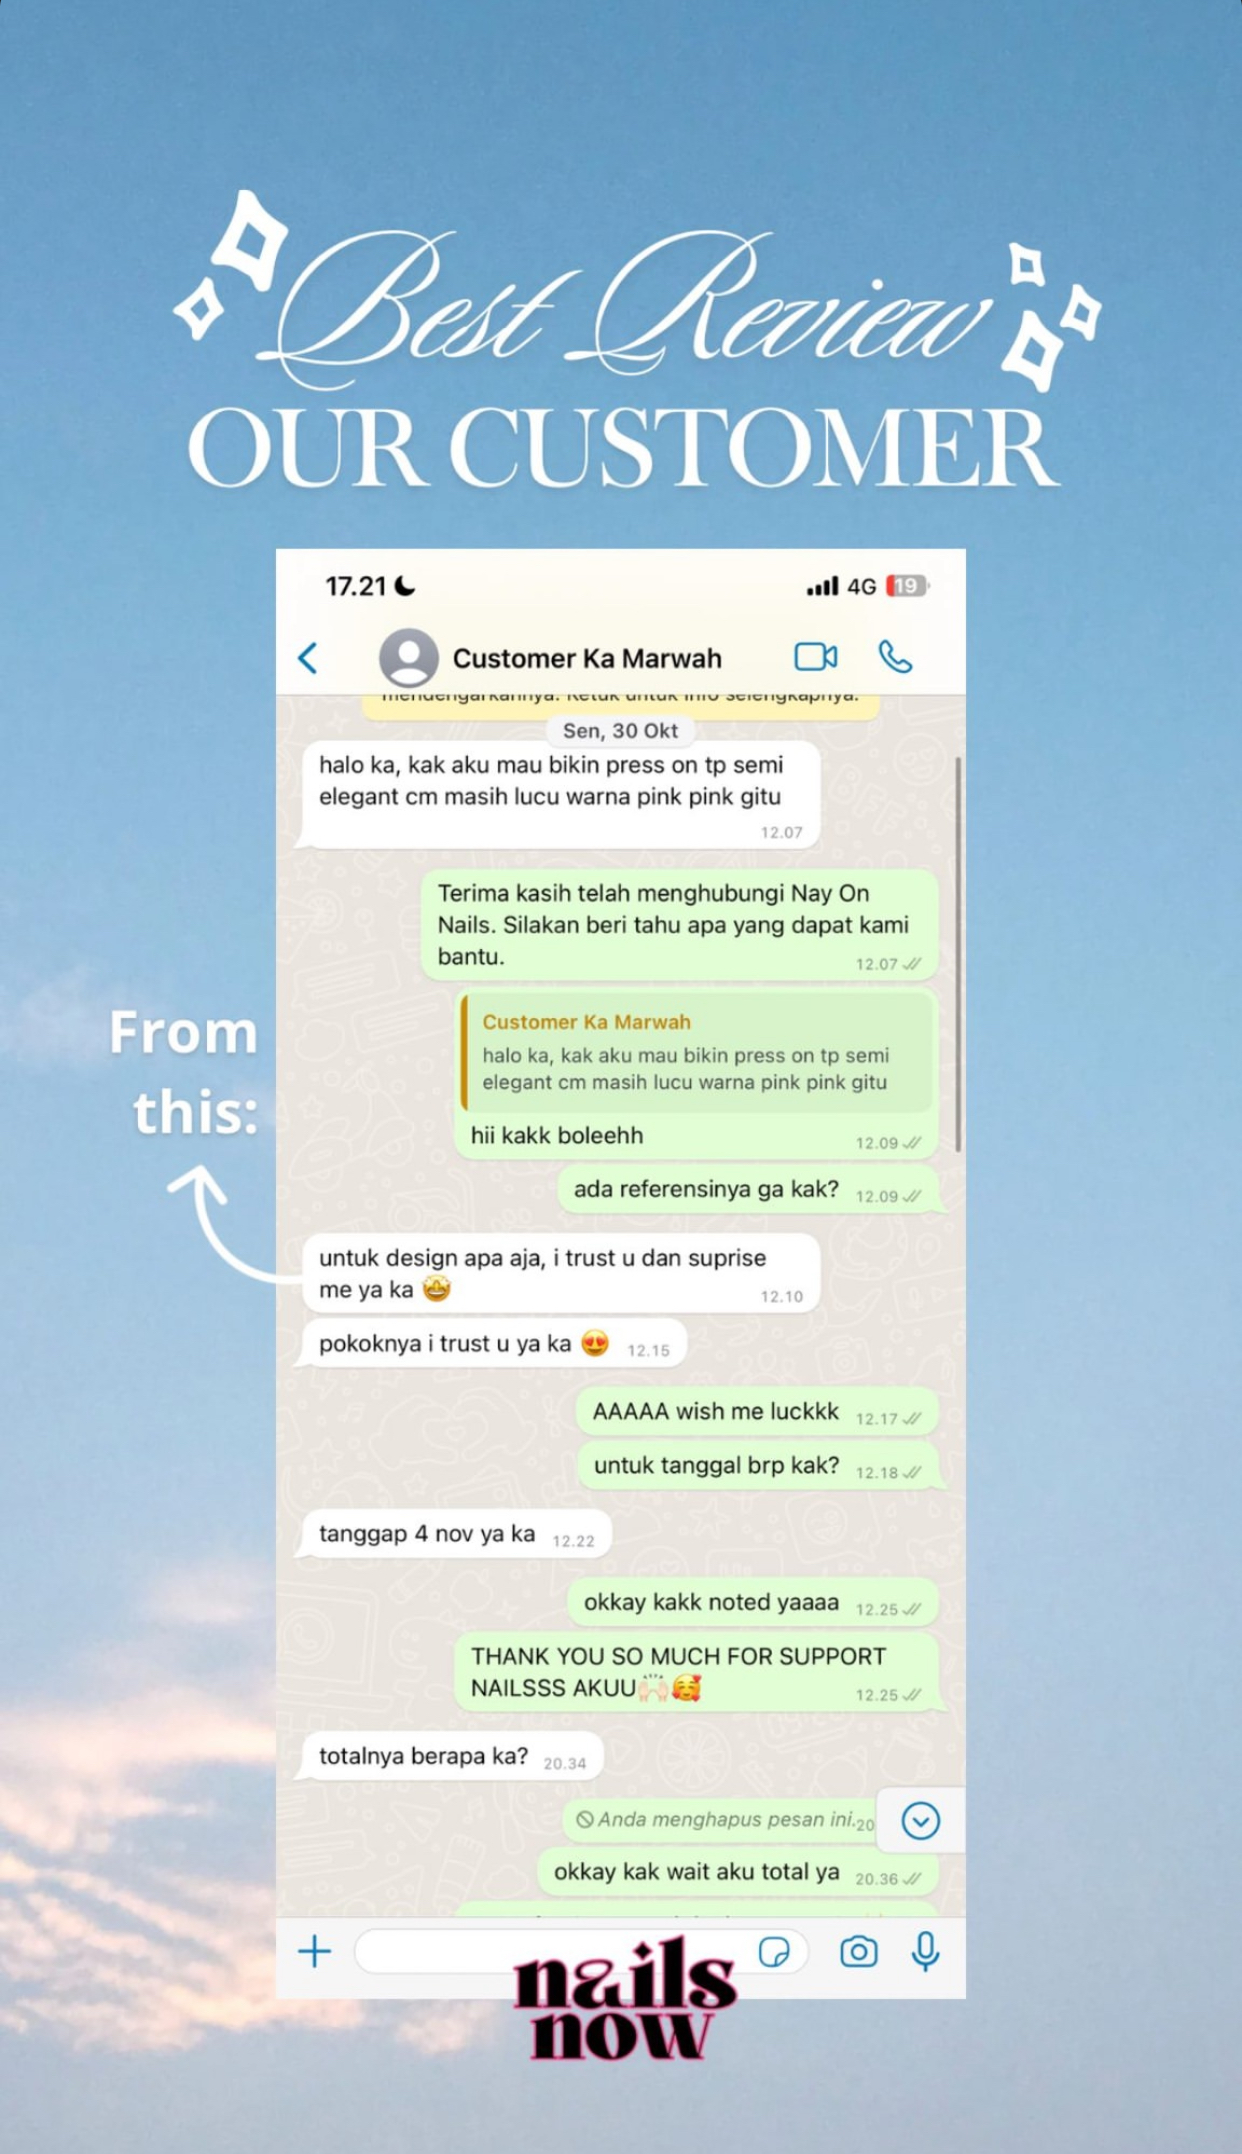 Best Review
OUR CUSTOMER
17.21
4G 19
Customer Ka Marwah
mendengarkannya. Ketuk untuk info selengkapnya.
Sen, 30 Okt
halo ka, kak aku mau bikin press on tp semi
elegant cm masih lucu warna pink pink gitu
12.07
Terima kasih telah menghubungi Nay On
Nails. Silakan beri tahu apa yang dapat kami
bantu.
12.07
Customer Ka Marwah
halo ka, kak aku mau bikin press on tp semi
elegant cm masih lucu warna pink pink gitu
hii kakk boleehh 12.09
ada referensinya ga kak? 12.09
From
this:
untuk design apa aja, i trust u dan suprise
me ya ka 🤩
12.10
pokoknya i trust u ya ka 😍 12.15
AAAAA wish me luckkk 12.17
untuk tanggal brp kak? 12.18
tanggap 4 nov ya ka 12.22
okkay kakk noted yaaaa 12.25
THANK YOU SO MUCH FOR SUPPORT
NAILSSS AKUU🙌🏻🥰
12.25
totalnya berapa ka? 20.34
Anda menghapus pesan ini. 20
okkay kak wait aku total ya 20.36
nails
now